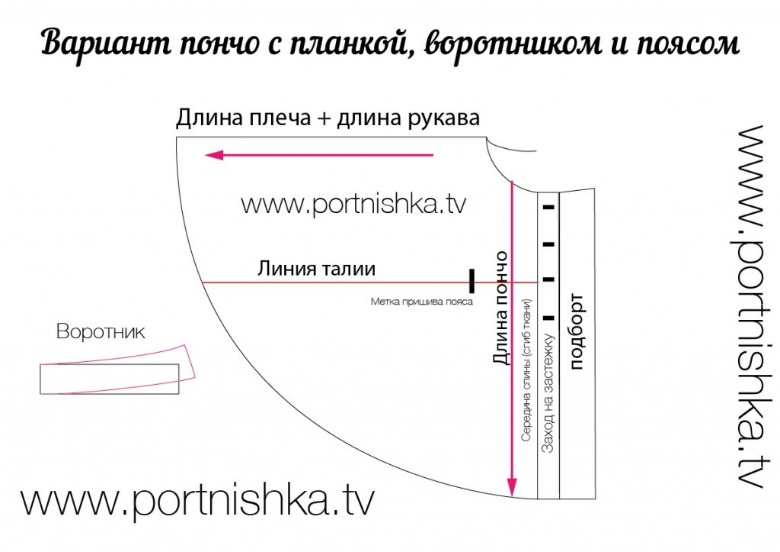 Вариант пончо с планкой, воротником и поясом
Длина плеча + длина рукава
www.portnishka.tv
Линия талии
Метка пришива пояса
Длина пончо
Середина спины (сгиб ткани)
Заход на застежку
подборт
Воротник
www.portnishka.tv
www.portnishka.tv